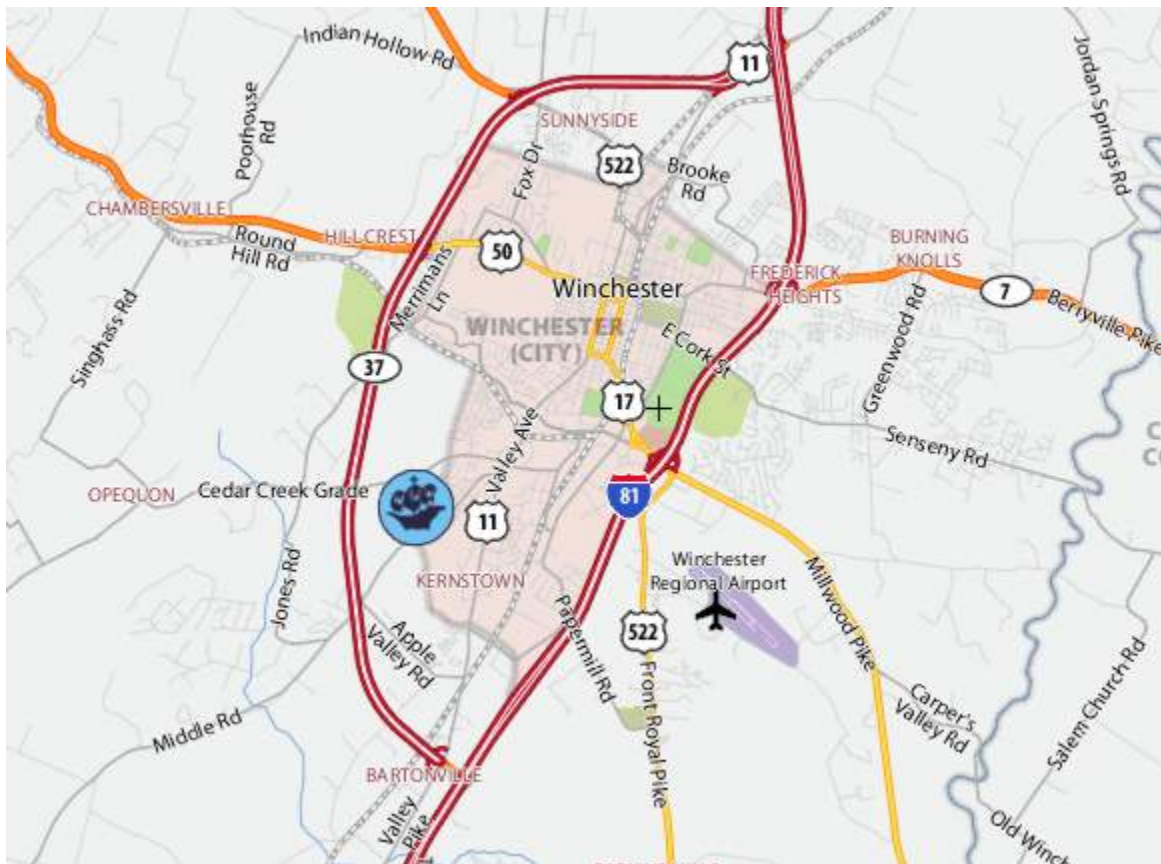 Indian Hollow Rd
11
Jordan Springs Rd
Poorhouse
Rd
SUNNYSIDE
522
Fox Dr
Brooke
Rd
CHAMBERSVILLE
Round
Hill Rd
HILLCREST
50
Merrimans
Ln
BURNING
KNOLLS
FREDERICK
HEIGHTS
7
Berryville Pike
Winchester
WINCHESTER
(CITY)
E Cork St
Greenwood Rd
Singhass Rd
37
17
Senseny Rd
Valley Ave
OPEQUON
Cedar Creek Grade
11
81
Jones Rd
KERNSTOWN
Winchester
Regional Airport
Millwood Pike
Papermill Rd
522
Apple
Valley Rd
Front Royal Pike
Carper's
Valley Rd
Salem Church Rd
Middle Rd
BARTONVILLE
Valley
Pike